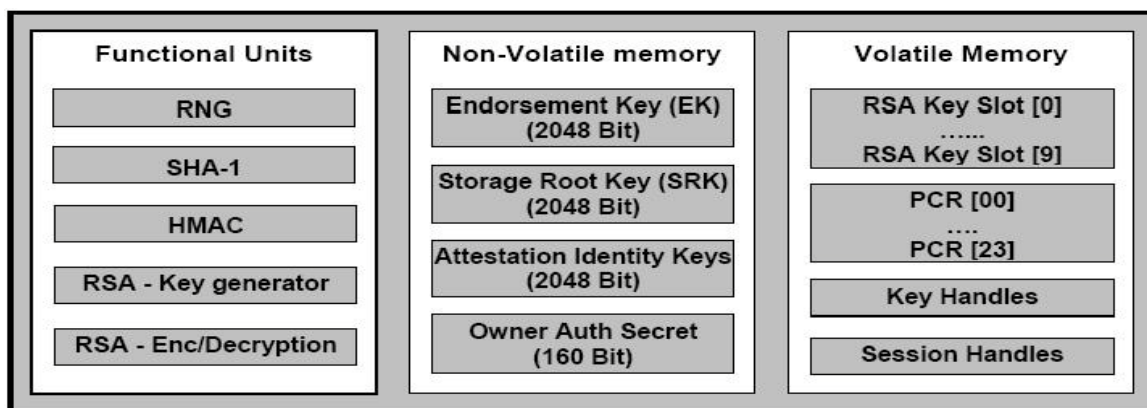 Functional Units
RNG
SHA-1
HMAC
RSA - Key generator
RSA - Enc/Decryption
Non-Volatile memory
Endorsement Key (EK)
(2048 Bit)
Storage Root Key (SRK)
(2048 Bit)
Attestation Identity Keys
(2048 Bit)
Owner Auth Secret
(160 Bit)
Volatile Memory
RSA Key Slot [0]
…...
RSA Key Slot [9]
PCR [00]
….
PCR [23]
Key Handles
Session Handles